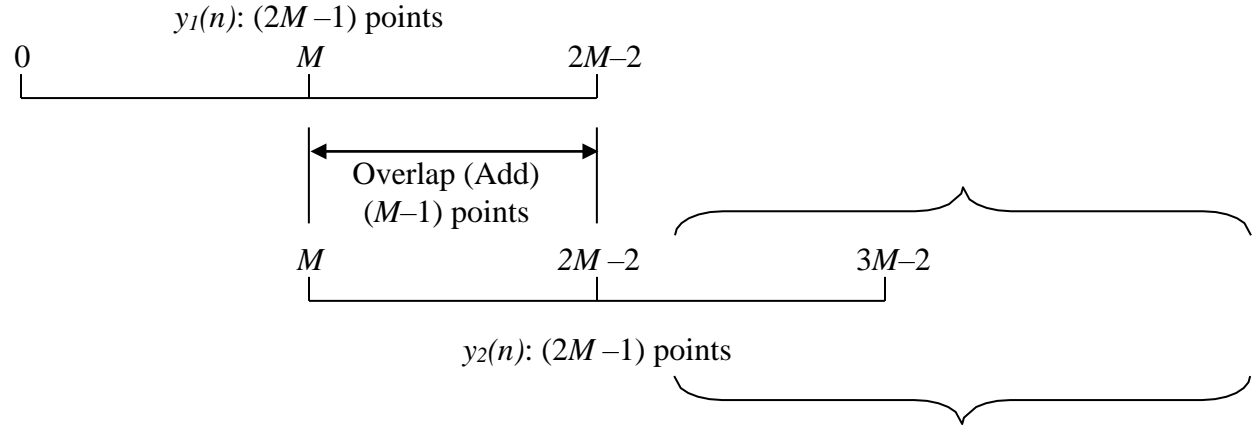 y1(n): (2M –1) points
0 M 2M–2
Overlap (Add)
(M–1) points
M 2M –2 3M–2
y2(n): (2M –1) points